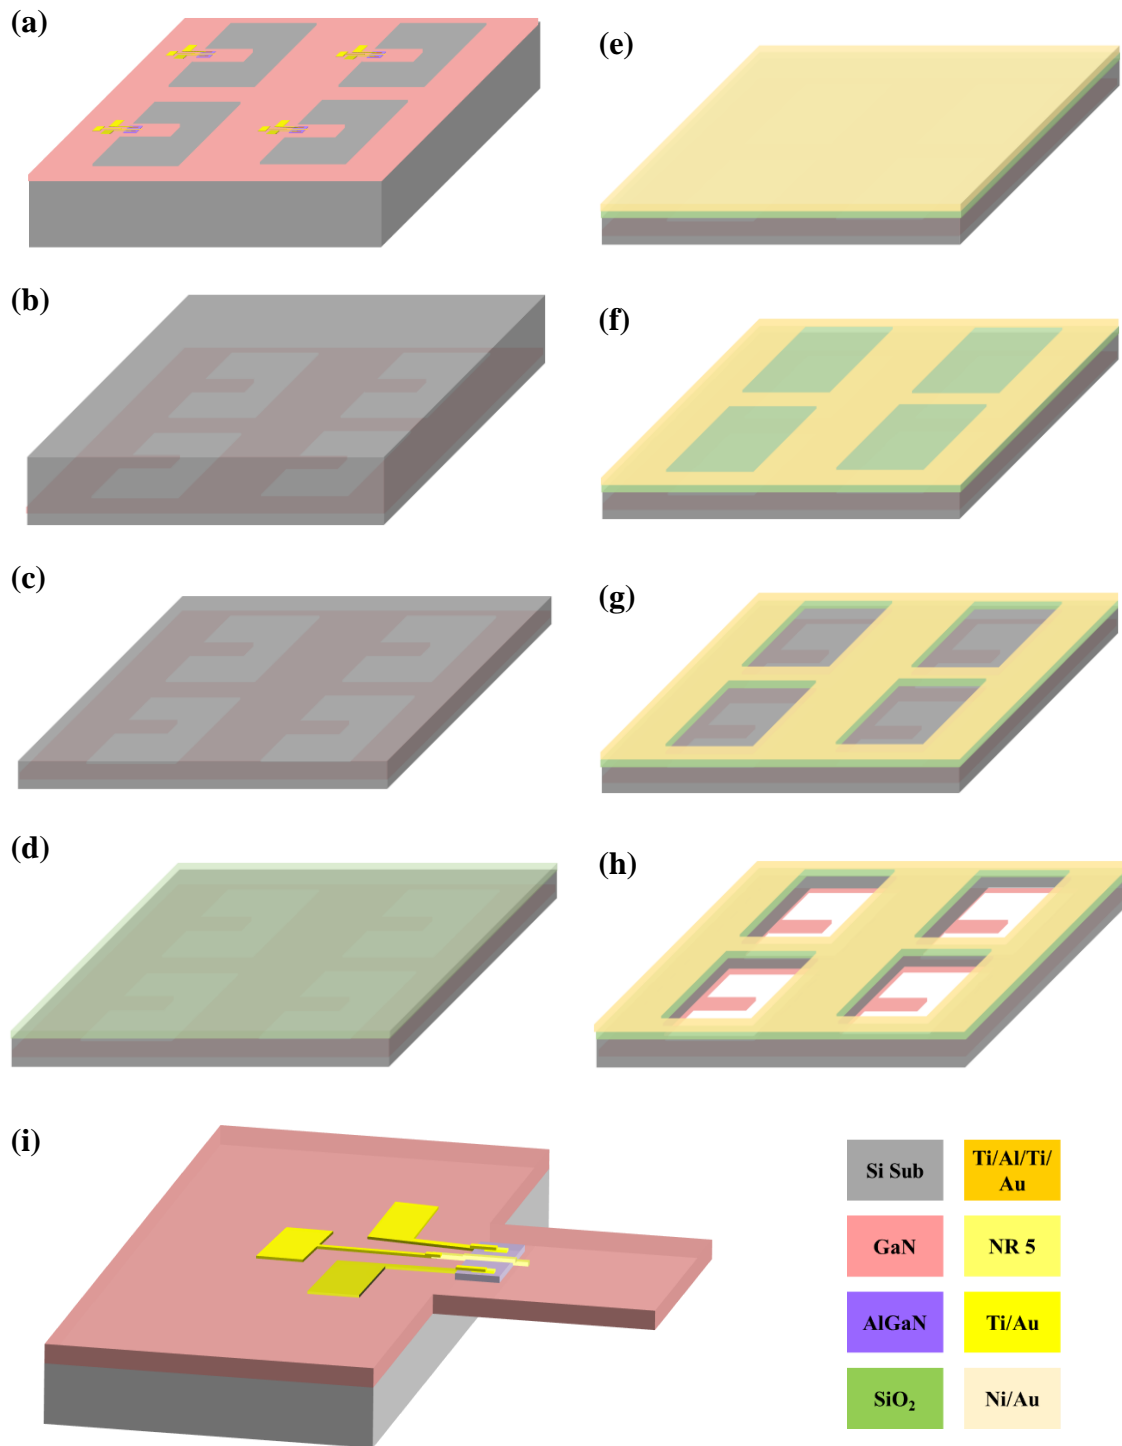 (a)
(b)
(c)
(d)
(e)
(f)
(g)
(h)
(i)
Si Sub
Ti/Al/Ti/
Au
GaN
NR 5
AlGaN
Ti/Au
SiO₂
Ni/Au